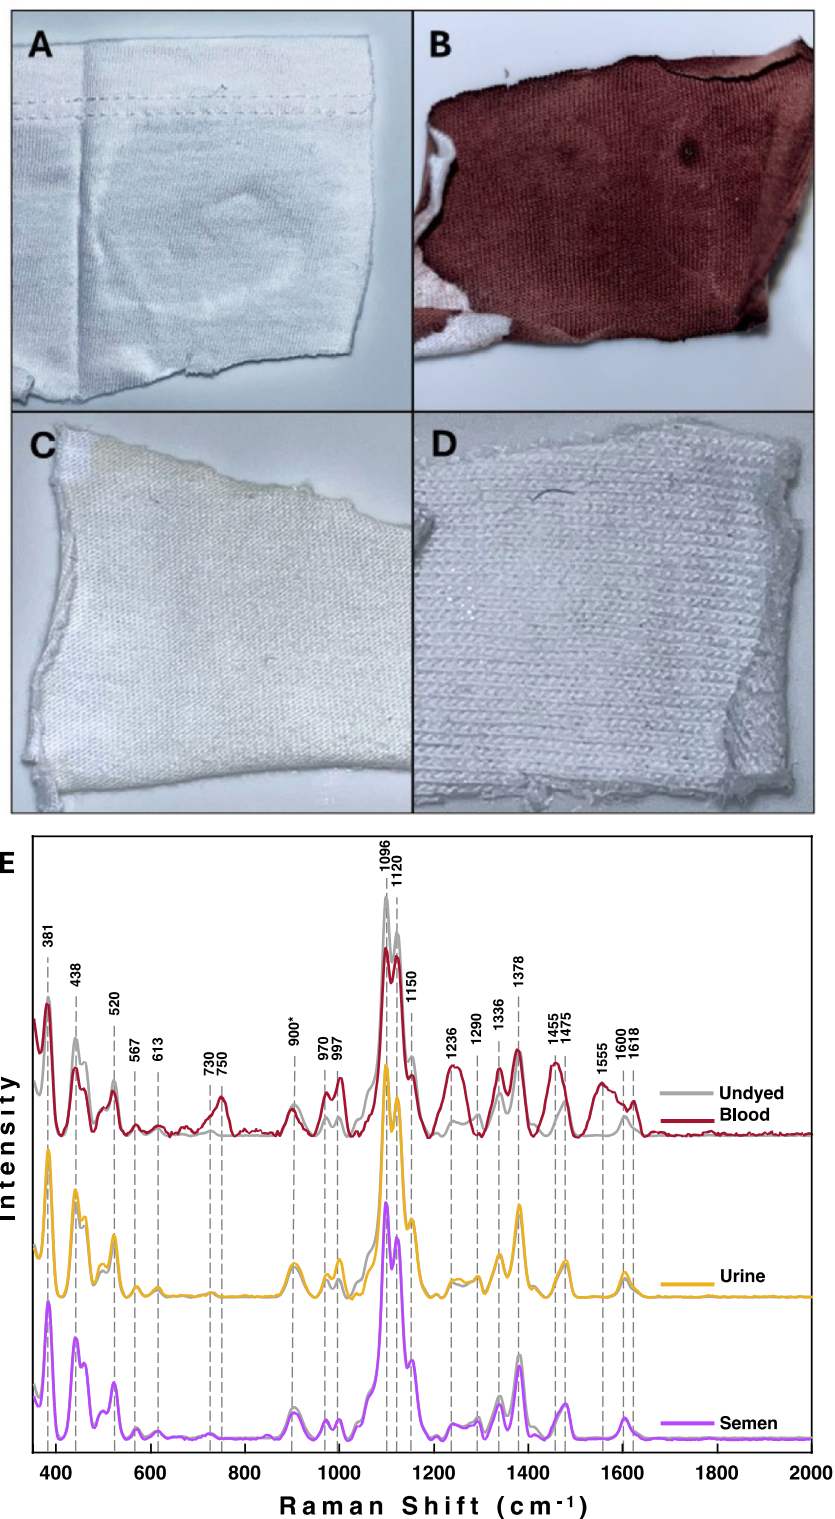 A
B
C
D
E
381
438
520
567
613
730
750
900*
970
997
1096
1120
1150
1236
1290
1336
1378
1455
1475
1555
1600
1618
Undyed
Blood
Urine
Semen
Intensity
400 600 800 1000 1200 1400 1600 1800 2000
Raman Shift (cm⁻¹)